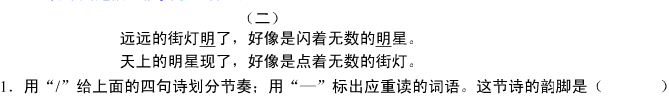 （二）
远远的街灯明了，好像是闪着无数的明星。
天上的明星现了，好像是点着无数的街灯。
1．用“/”给上面的四句诗划分节奏；用“—”标出应重读的词语。这节诗的韵脚是（　　　）